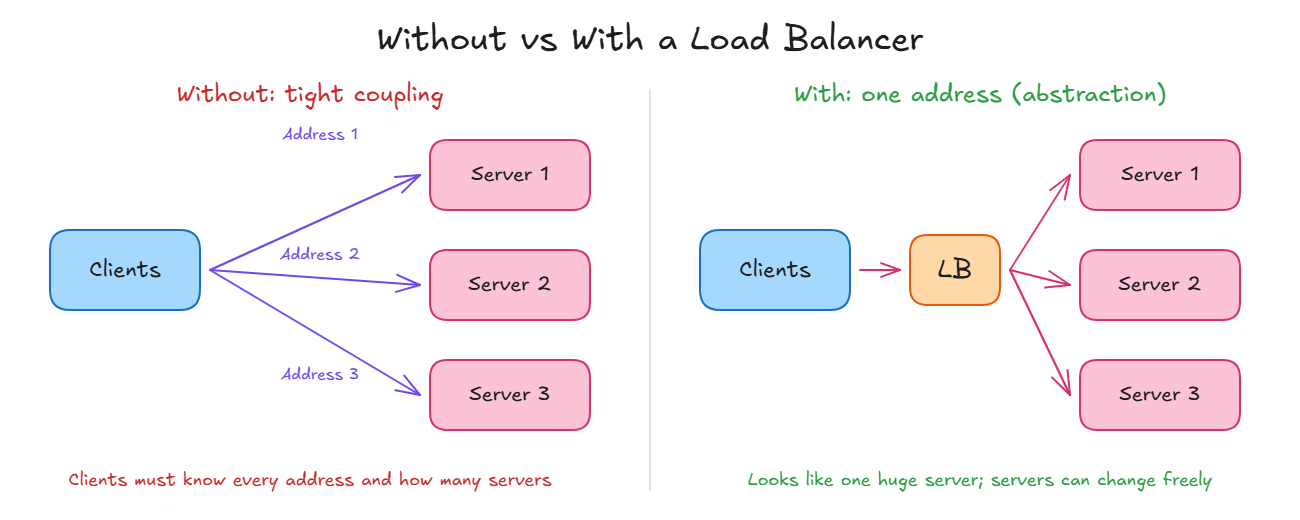 Without vs With a Load Balancer
Without: tight coupling
Address 1
Server 1
Clients
Address 2
Server 2
Address 3
Server 3
Clients must know every address and how many servers
With: one address (abstraction)
Server 1
Clients
LB
Server 2
Server 3
Looks like one huge server; servers can change freely